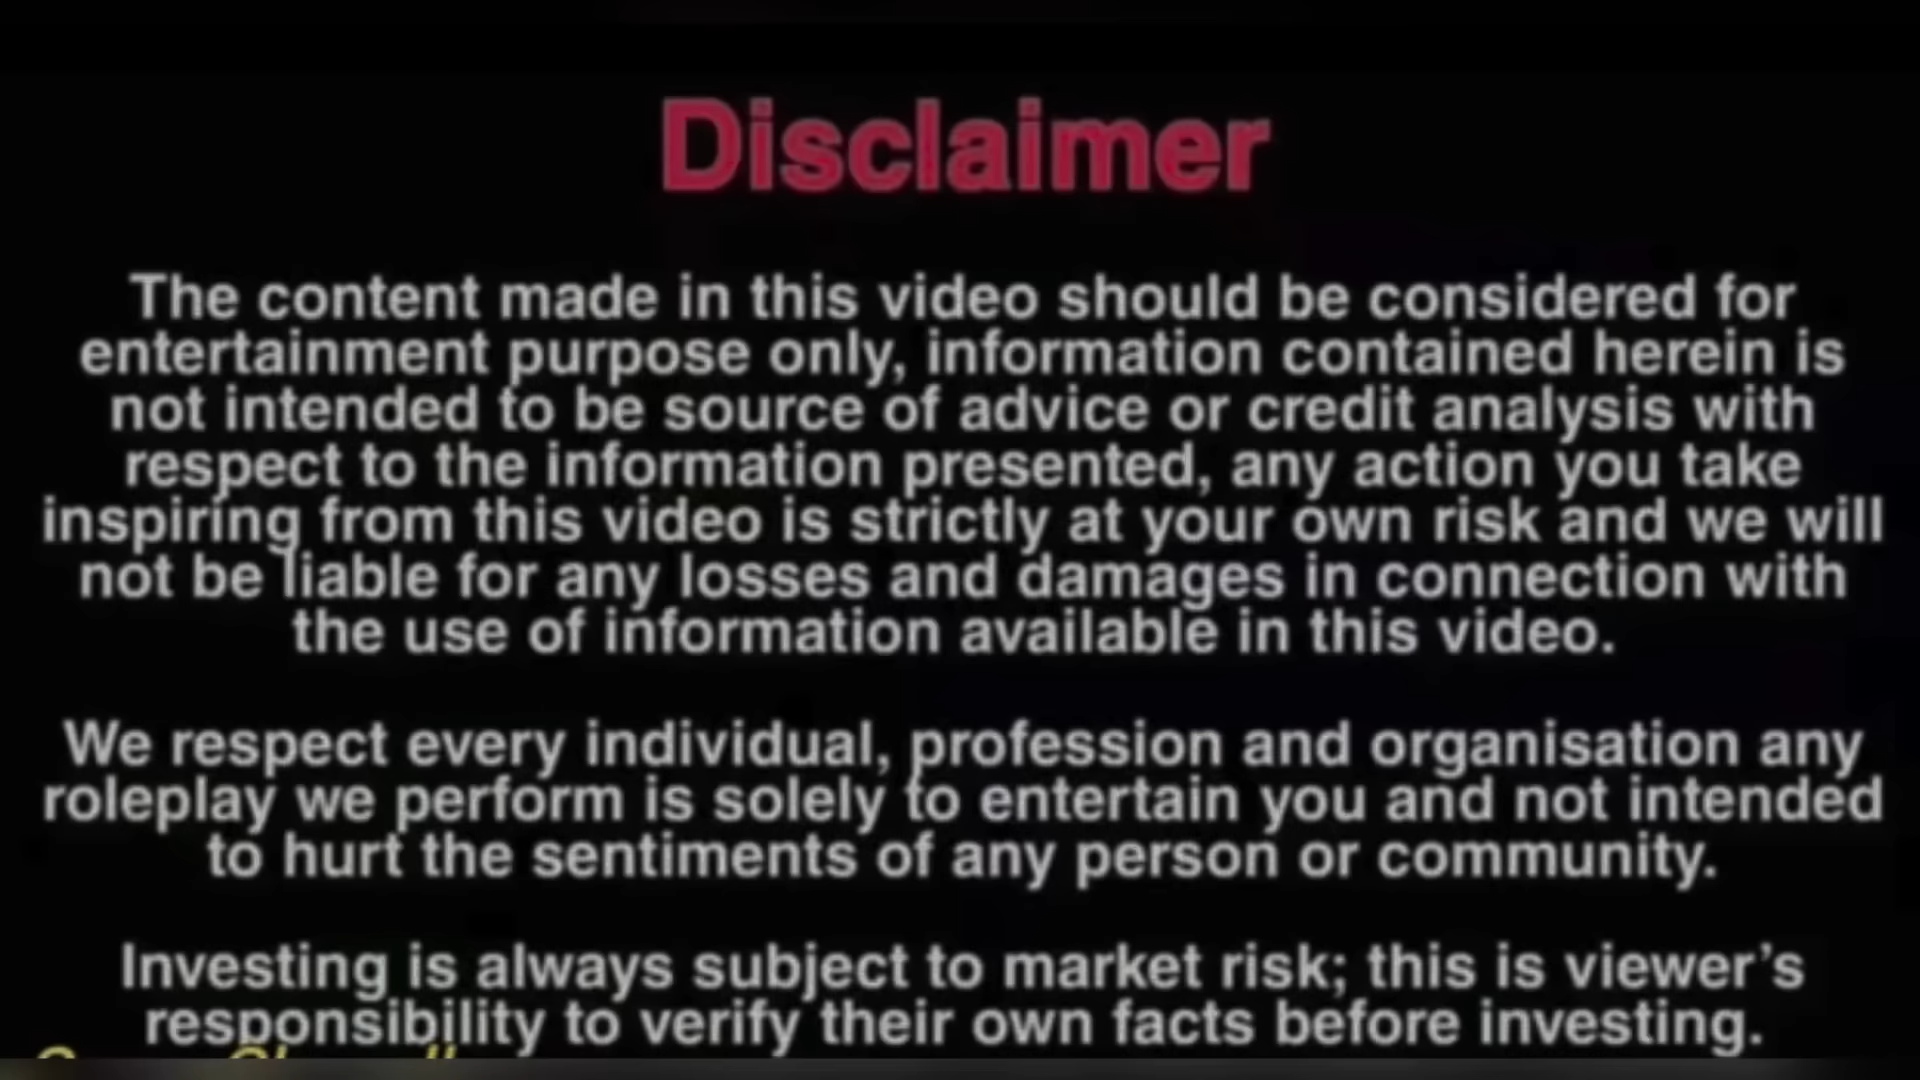 Disclaimer
The content made in this video should be considered for
entertainment purpose only, information contained herein is
not intended to be source of advice or credit analysis with
respect to the information presented, any action you take
inspiring from this video is strictly at your own risk and we will
not be liable for any losses and damages in connection with
the use of information available in this video.
We respect every individual, profession and organisation any
roleplay we perform is solely to entertain you and not intended
to hurt the sentiments of any person or community.
Investing is always subject to market risk; this is viewer’s
responsibility to verify their own facts before investing.